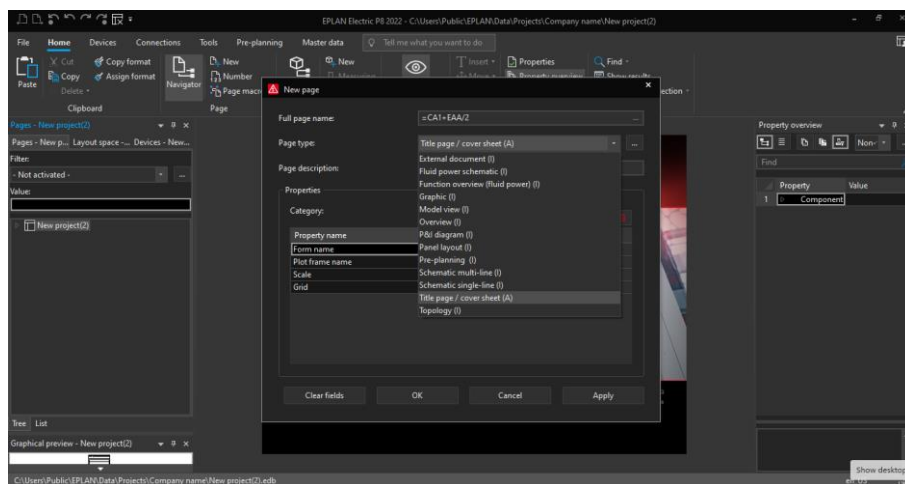 EPLAN Electric P8 2022 - C:\Users\Public\EPLAN\Data\Projects\Company name\New project(2)
File Home Devices Connections Tools Pre-planning Master data Tell me what you want to do
Cut Copy format New New Insert Properties Find
Paste Copy Assign format Navigator Number Measuring Move Property overview Show results
Delete Page macro ection
Clipboard Page
New page
Pages - New project(2)
Pages - New p... Layout space -... Devices - New...
Filter:
- Not activated -
Value:
New project(2)
Full page name: =CA1+EAA/2
Page type: Title page / cover sheet (A)
Page description:
External document (I)
Fluid power schematic (I)
Function overview (fluid power) (I)
Graphic (I)
Model view (I)
Overview (I)
P&I diagram (I)
Panel layout (I)
Pre-planning (I)
Schematic multi-line (I)
Schematic single-line (I)
Title page / cover sheet (A)
Topology (I)
Properties
Category:
Property name
Form name
Plot frame name
Scale
Grid
Clear fields OK Cancel Apply
Property overview
Non-
Find
Property Value
1 Component
Tree List
Graphical preview - New project(2)
Show desktop
C:\Users\Public\EPLAN\Data\Projects\Company name\New project(2).edb